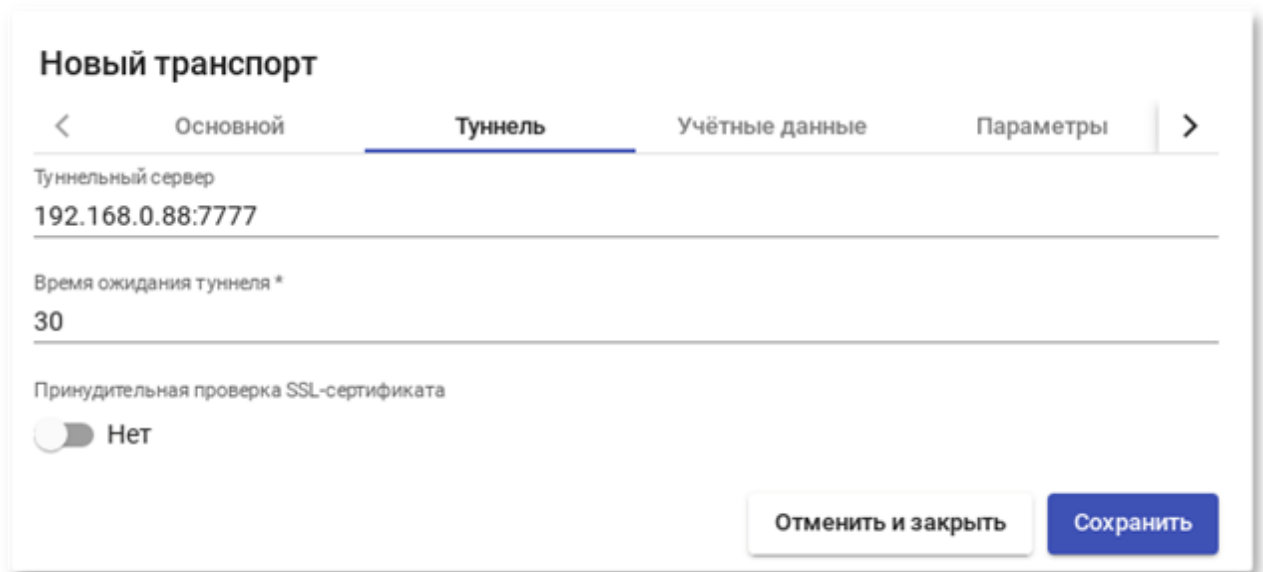 Новый транспорт
Основной Туннель Учётные данные Параметры
Туннельный сервер
192.168.0.88:7777
Время ожидания туннеля *
30
Принудительная проверка SSL-сертификата
Нет
Отменить и закрыть Сохранить